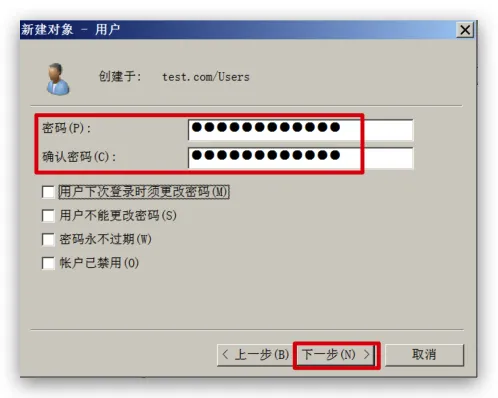 新建对象 - 用户
创建于: test.com/Users
密码(P):
●●●●●●●●●●●●
确认密码(C):
●●●●●●●●●●●●
用户下次登录时须更改密码(M)
用户不能更改密码(S)
密码永不过期(W)
帐户已禁用(O)
< 上一步(B) 下一步(N) > 取消